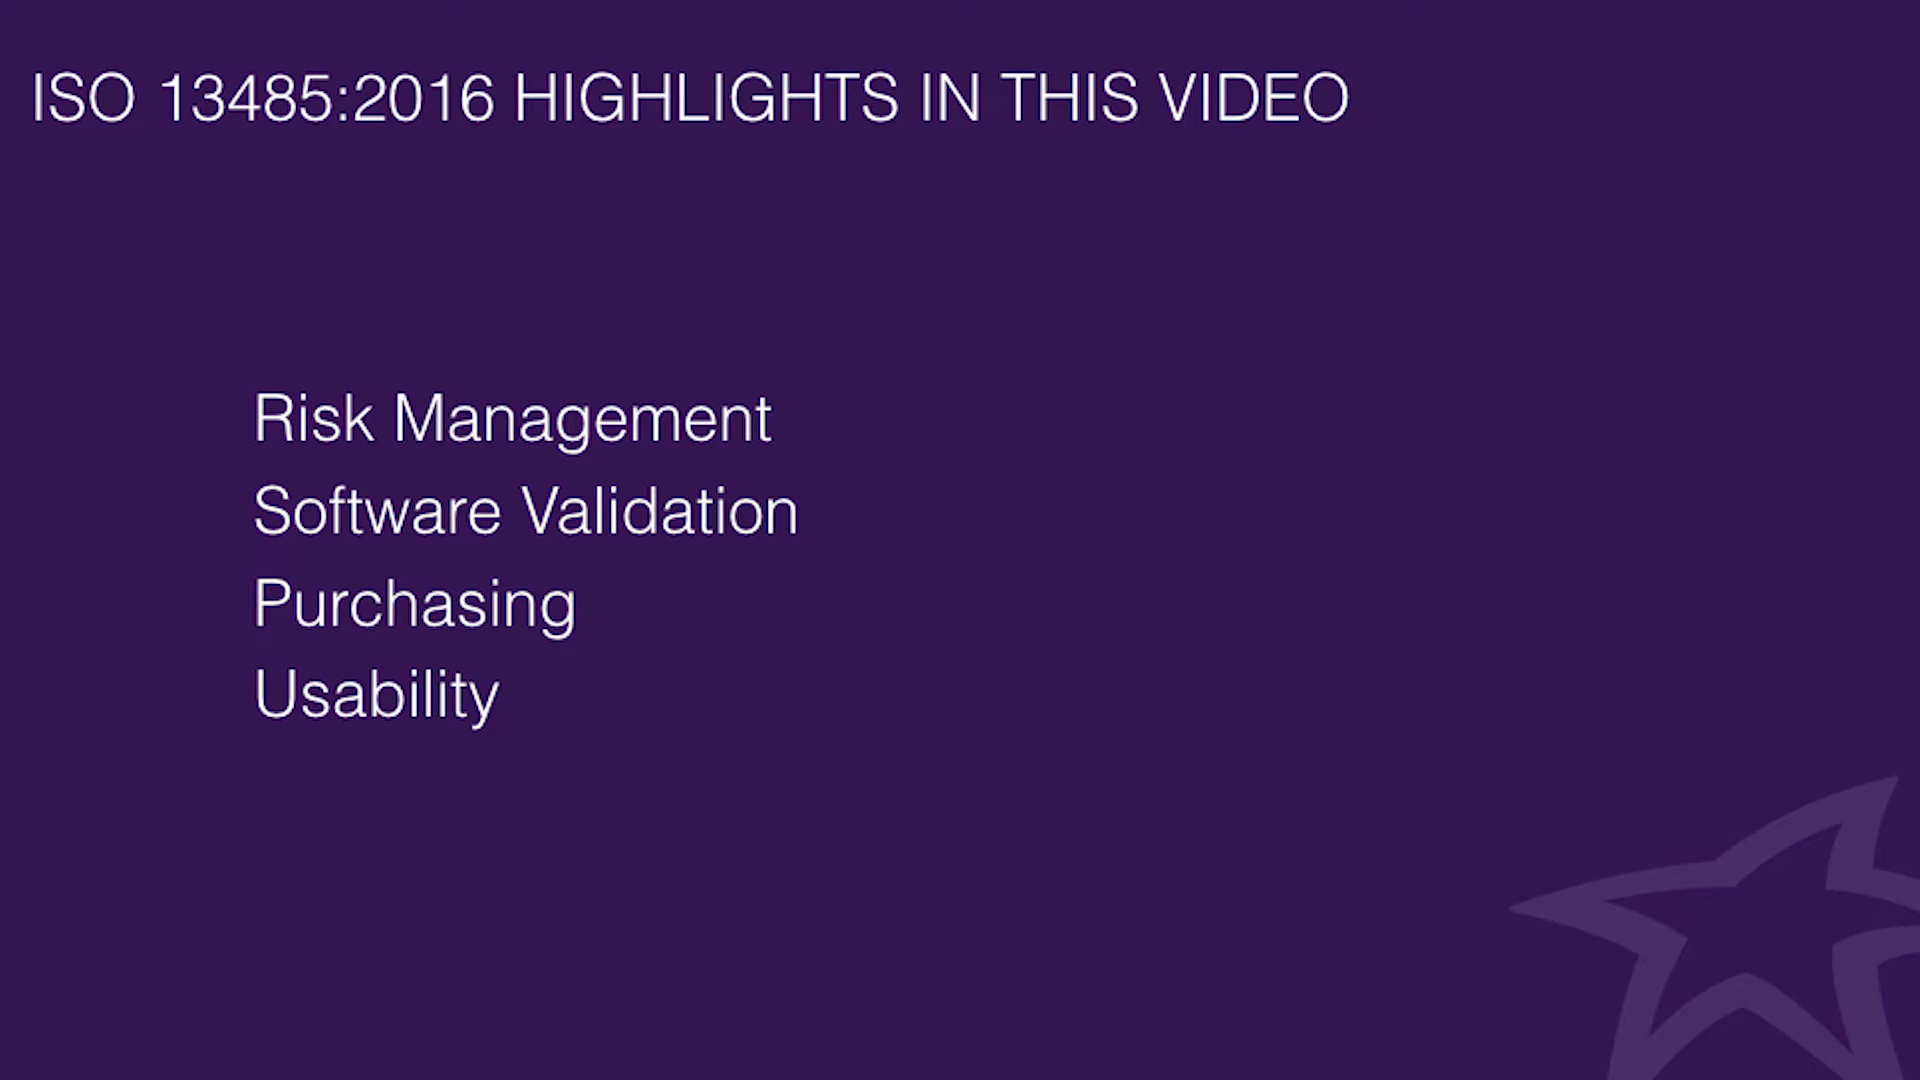 ISO 13485:2016 HIGHLIGHTS IN THIS VIDEO
Risk Management
Software Validation
Purchasing
Usability